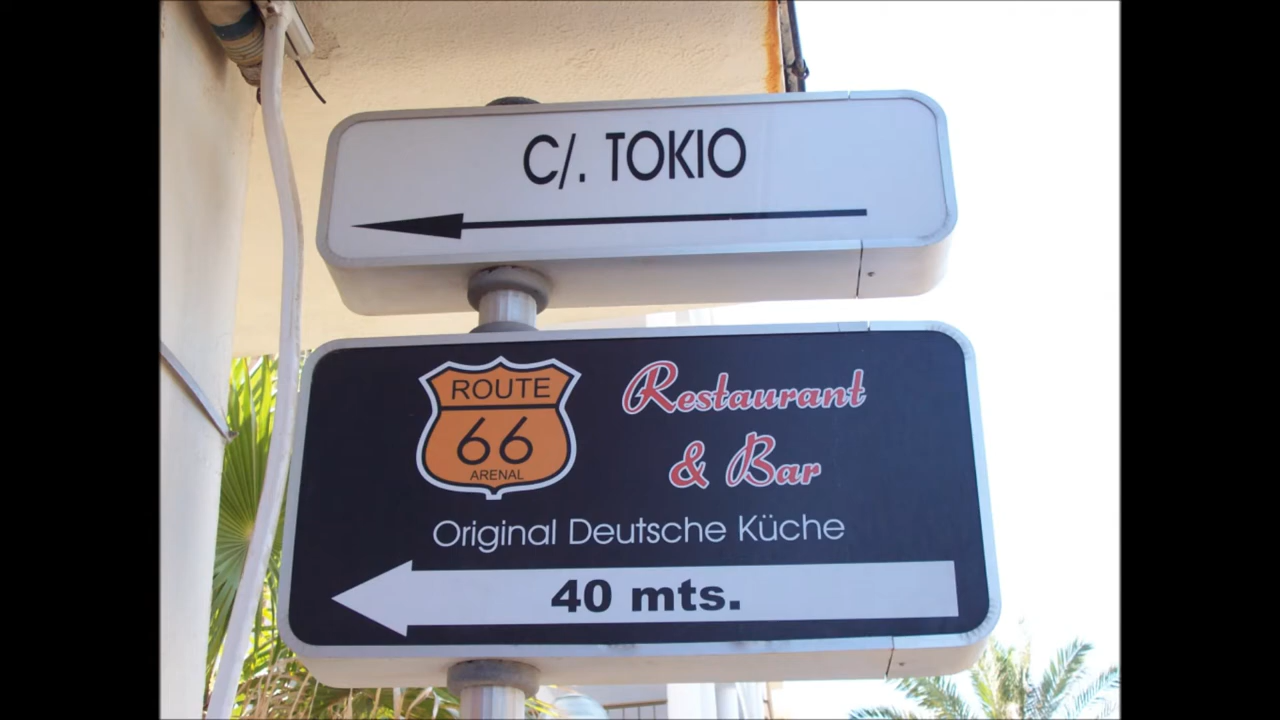 C/. TOKIO
ROUTE
66
ARENAL
Restaurant
& Bar
Original Deutsche Küche
40 mts.